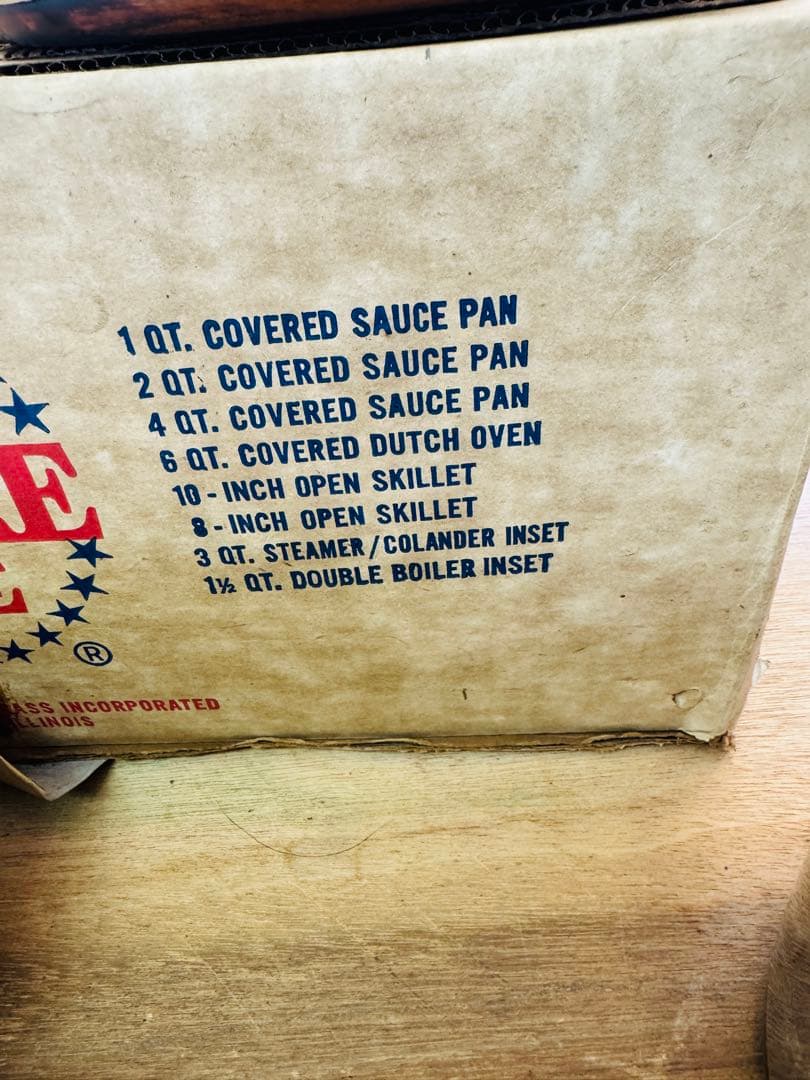 1 QT. COVERED SAUCE PAN
2 QT. COVERED SAUCE PAN
4 QT. COVERED SAUCE PAN
6 QT. COVERED DUTCH OVEN
10 - INCH OPEN SKILLET
8 - INCH OPEN SKILLET
3 QT. STEAMER / COLANDER INSET
1½ QT. DOUBLE BOILER INSET
®
INCORPORATED
ILLINOIS